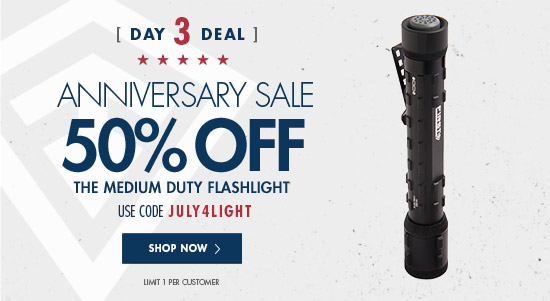 [ DAY 3 DEAL ]
ANNIVERSARY SALE
50% OFF
THE MEDIUM DUTY FLASHLIGHT
USE CODE JULY4LIGHT
SHOP NOW >
LIMIT 1 PER CUSTOMER